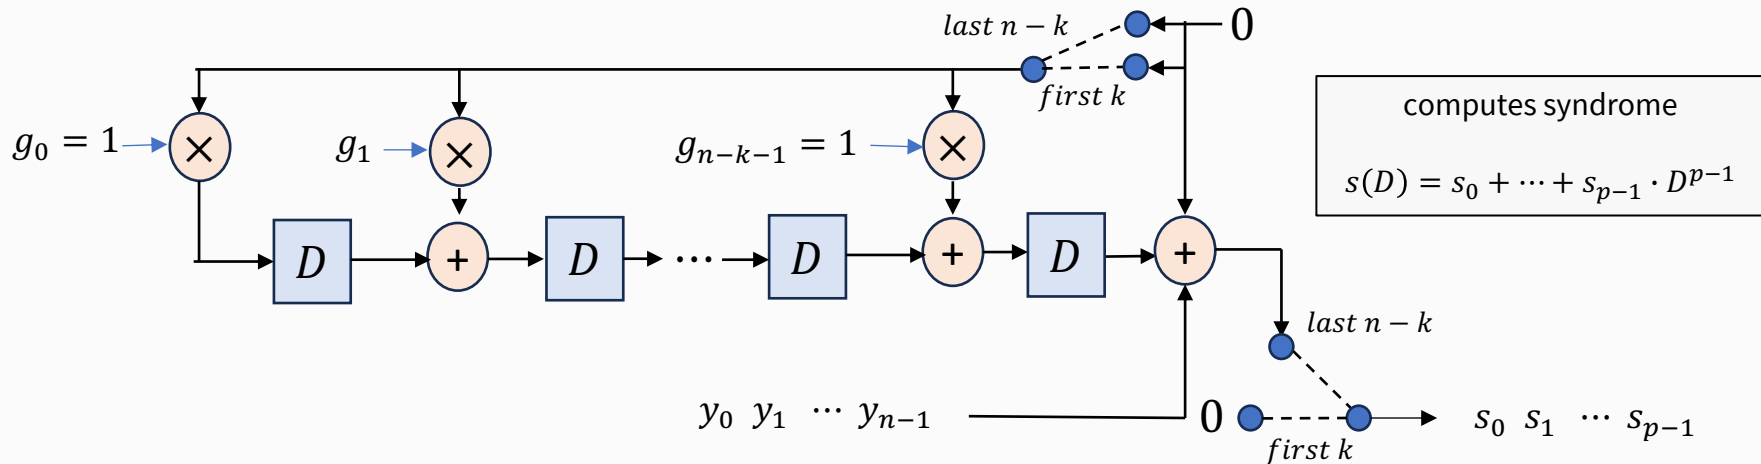 last n − k
0
first k
computes syndrome
s(D) = s₀ + ⋯ + sₚ₋₁ · Dᵖ⁻¹
g₀ = 1
×
g₁
×
gₙ₋ₖ₋₁ = 1
×
D
+
D
⋯
D
+
D
+
last n − k
y₀ y₁ ⋯ yₙ₋₁
0
first k
s₀ s₁ ⋯ sₚ₋₁